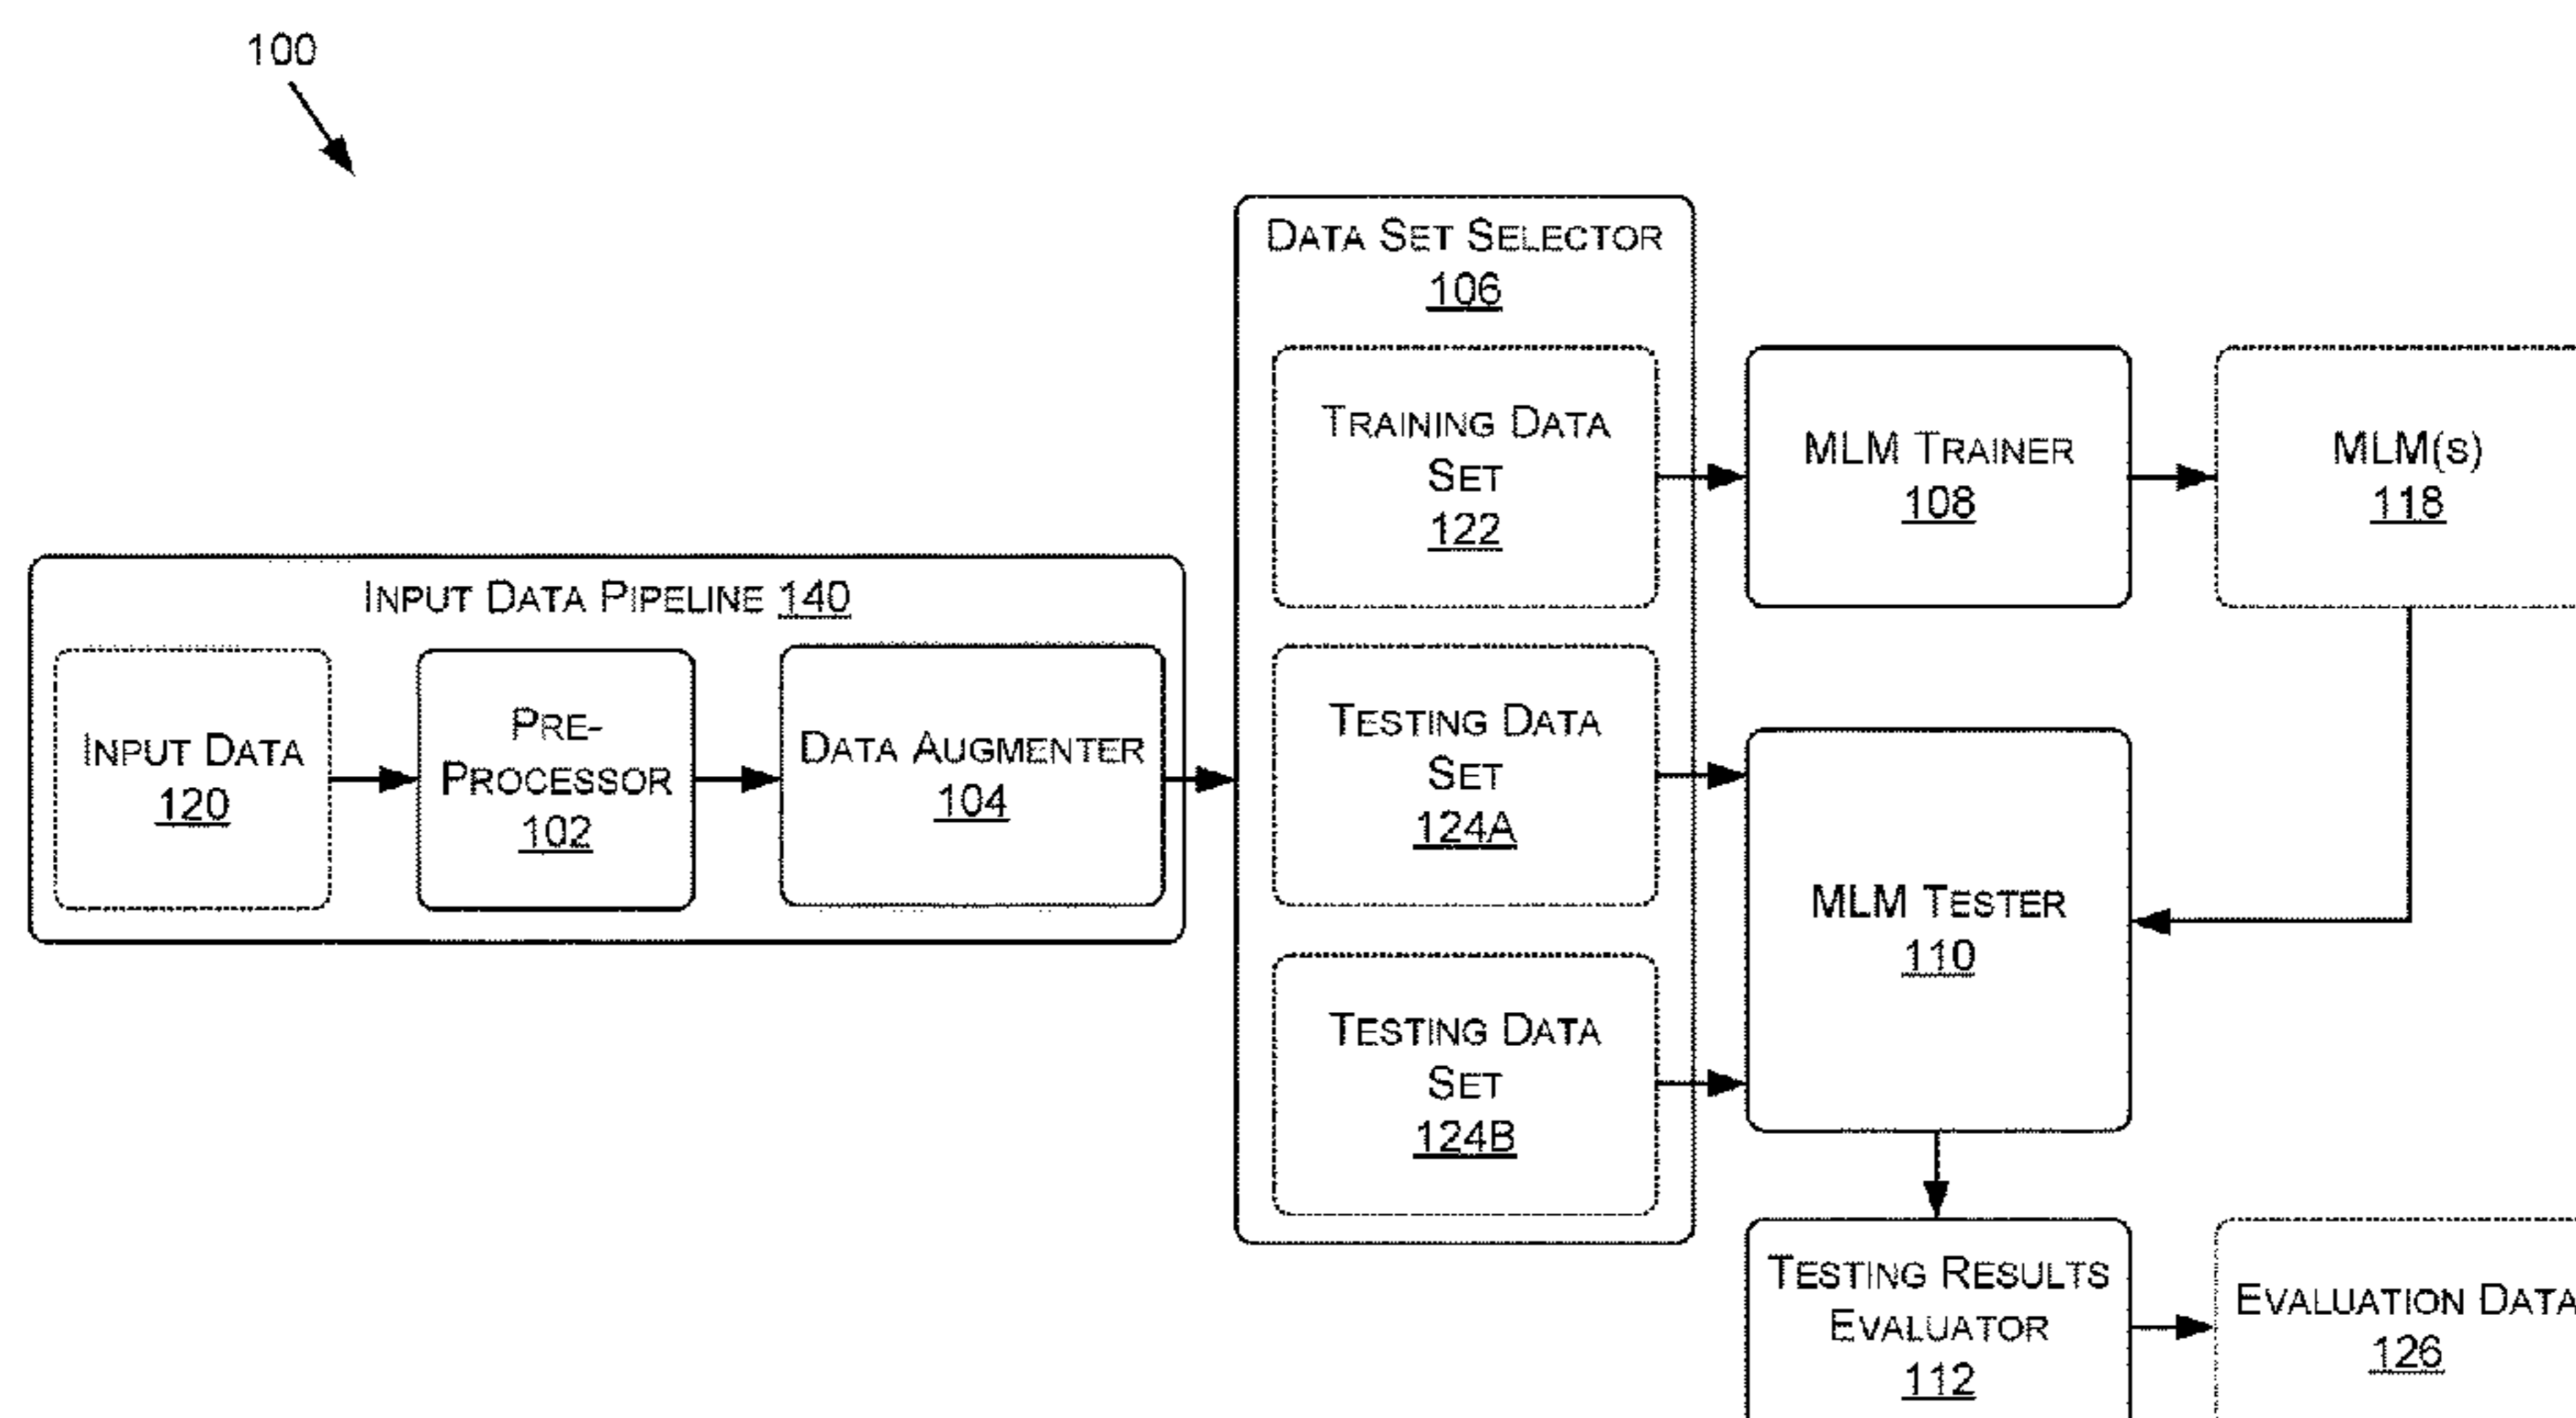 100
DATA SET SELECTOR
106
TRAINING DATA
SET
122
MLM TRAINER
108
MLM(s)
118
INPUT DATA PIPELINE 140
INPUT DATA
120
PRE-
PROCESSOR
102
DATA AUGMENTER
104
TESTING DATA
SET
124A
MLM TESTER
110
TESTING DATA
SET
124B
TESTING RESULTS
EVALUATOR
112
EVALUATION DATA
126